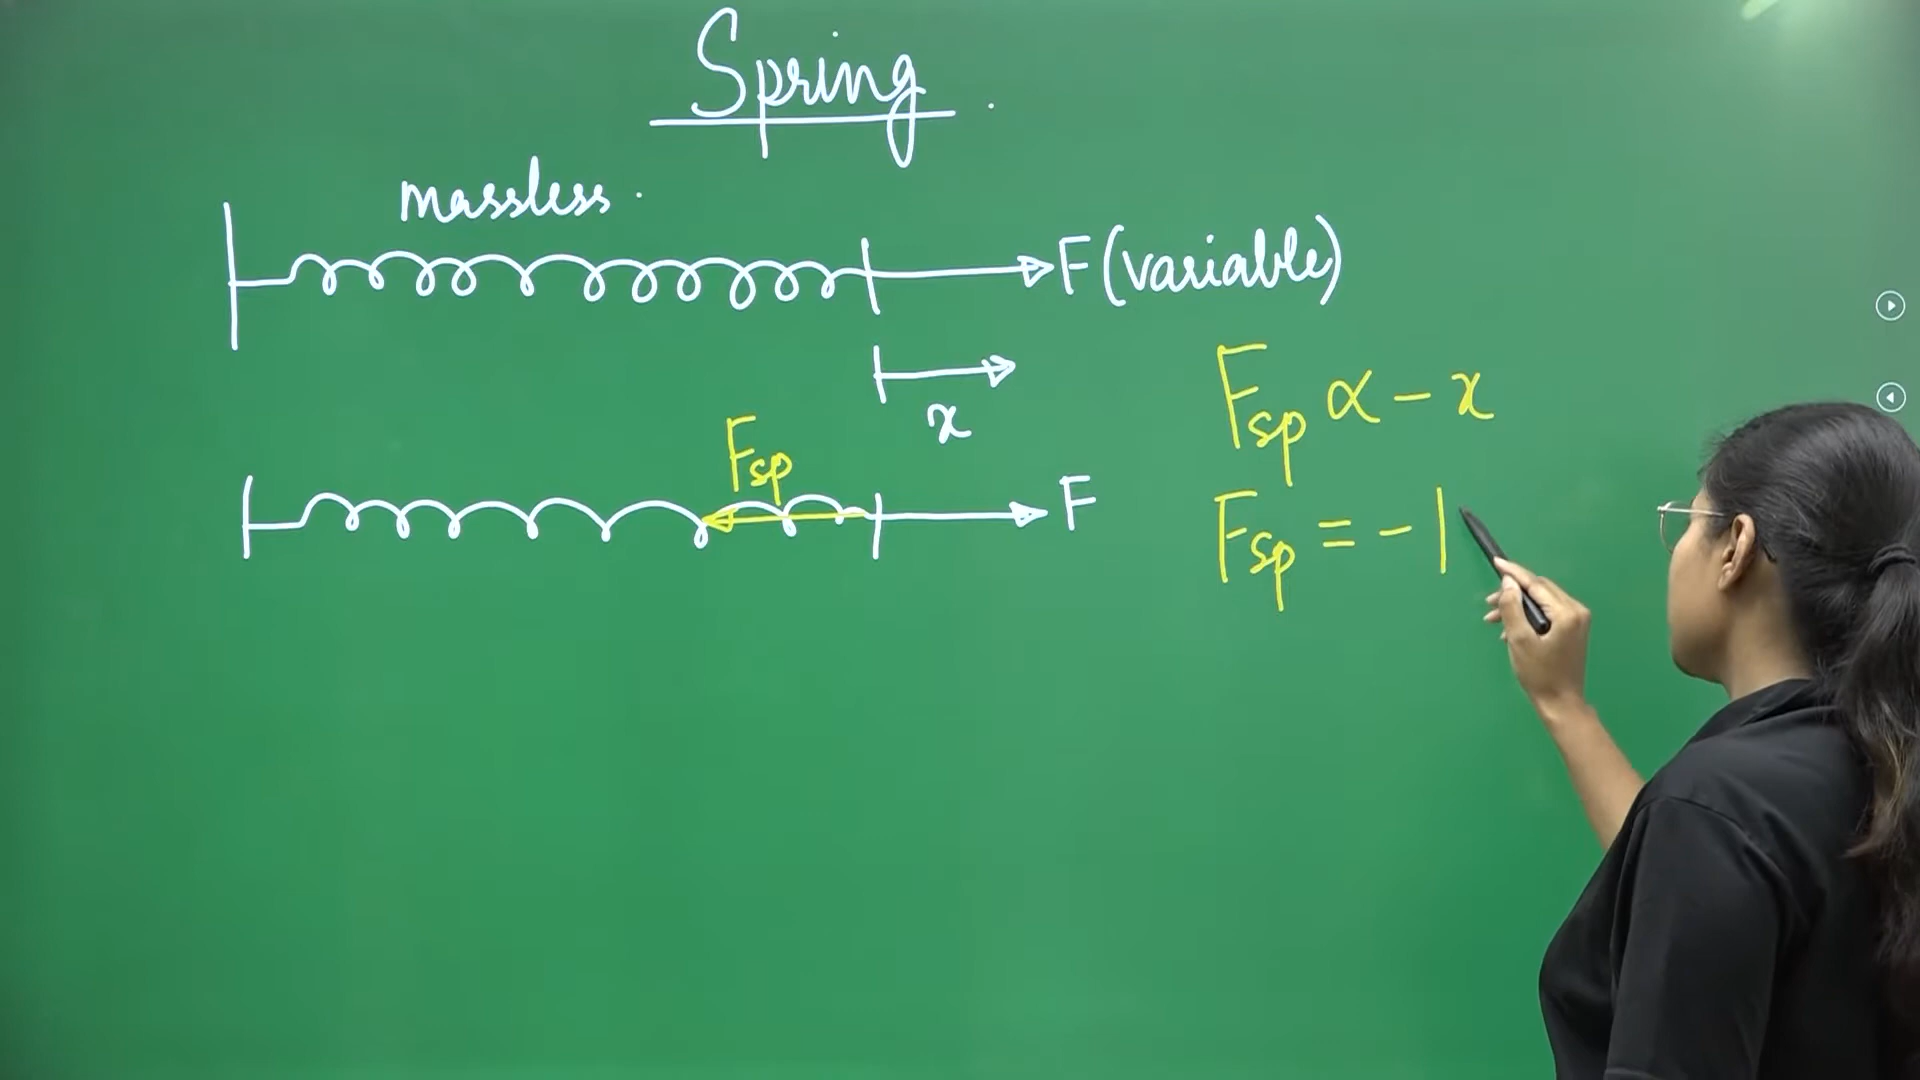 Spring.
massless.
F (variable)
x
Fsp α - x
Fsp
F
Fsp = - |